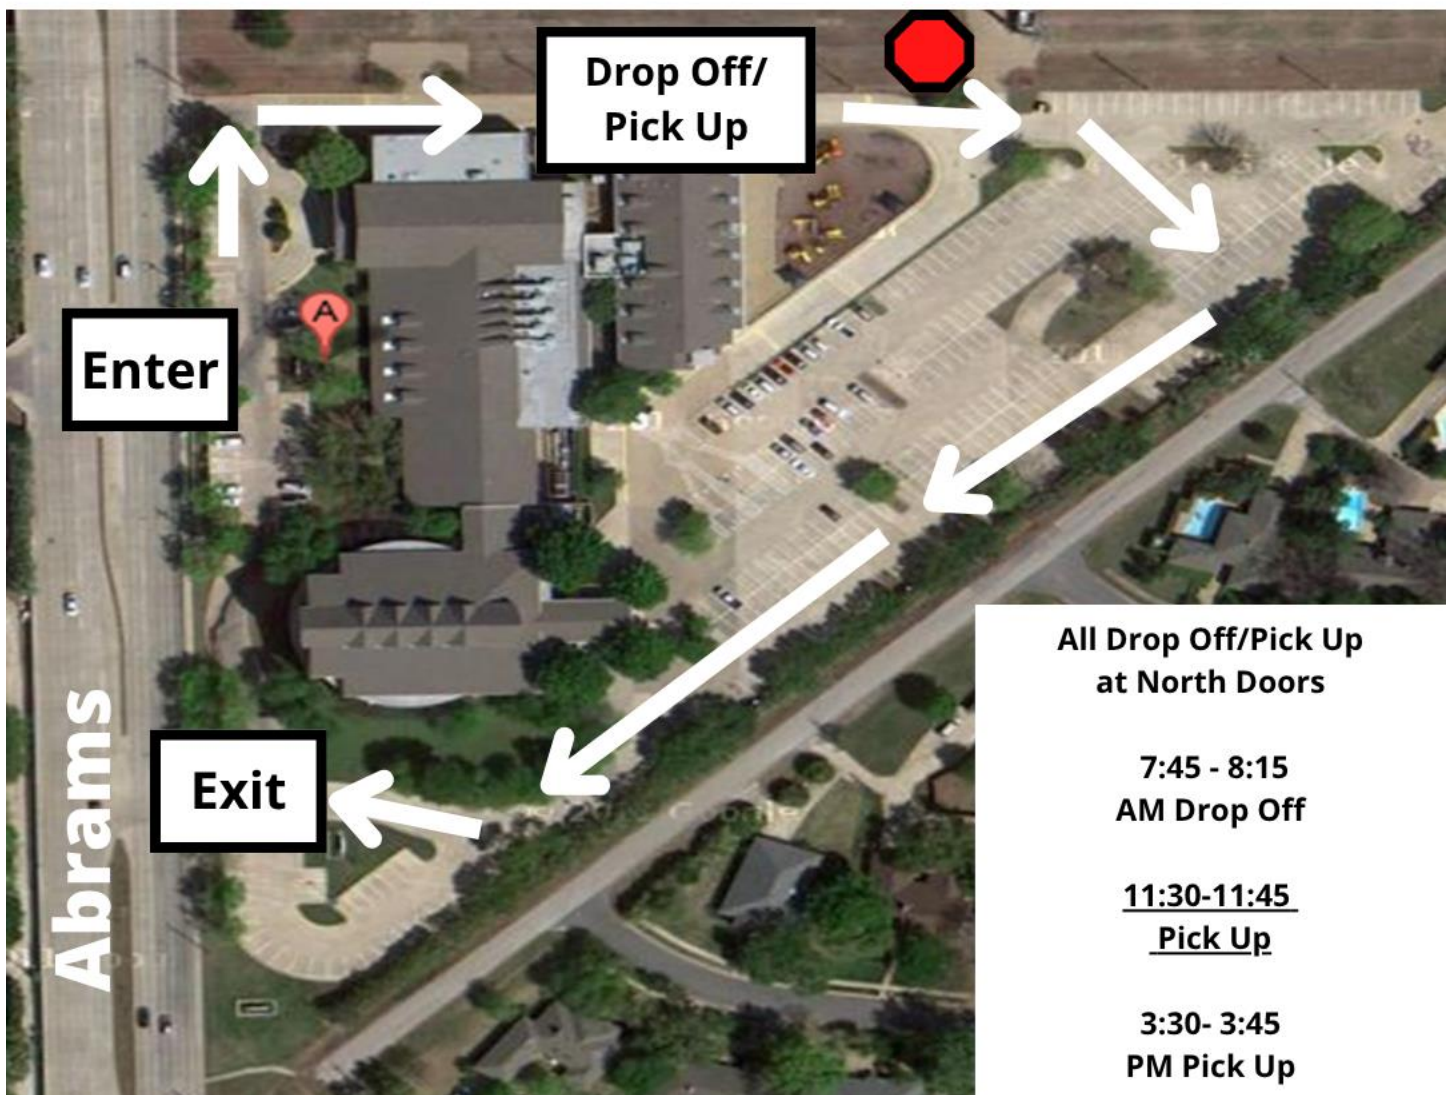 Drop Off/
Pick Up
A
Enter
Exit
Abrams
Google
All Drop Off/Pick Up
at North Doors
7:45 - 8:15
AM Drop Off
11:30-11:45
Pick Up
3:30- 3:45
PM Pick Up